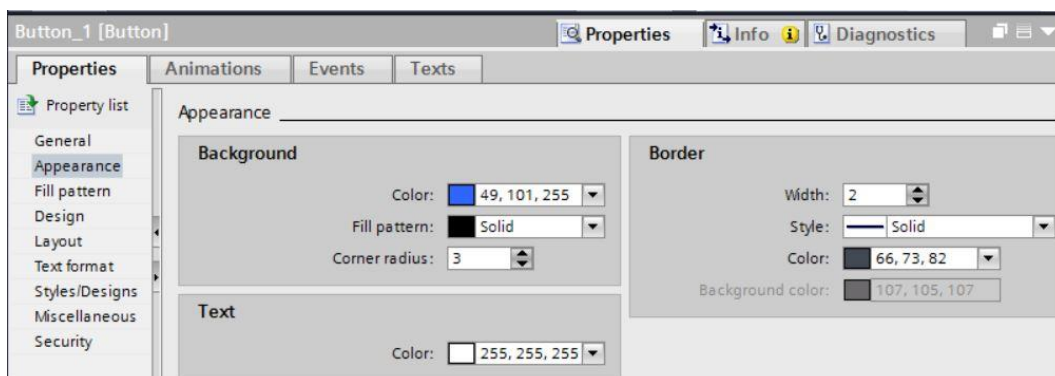 Button_1 [Button]
Properties
Info
Diagnostics
Properties
Animations
Events
Texts
Property list
General
Appearance
Fill pattern
Design
Layout
Text format
Styles/Designs
Miscellaneous
Security
Appearance
Background
Color: 49, 101, 255
Fill pattern: Solid
Corner radius: 3
Text
Color: 255, 255, 255
Border
Width: 2
Style: Solid
Color: 66, 73, 82
Background color: 107, 105, 107